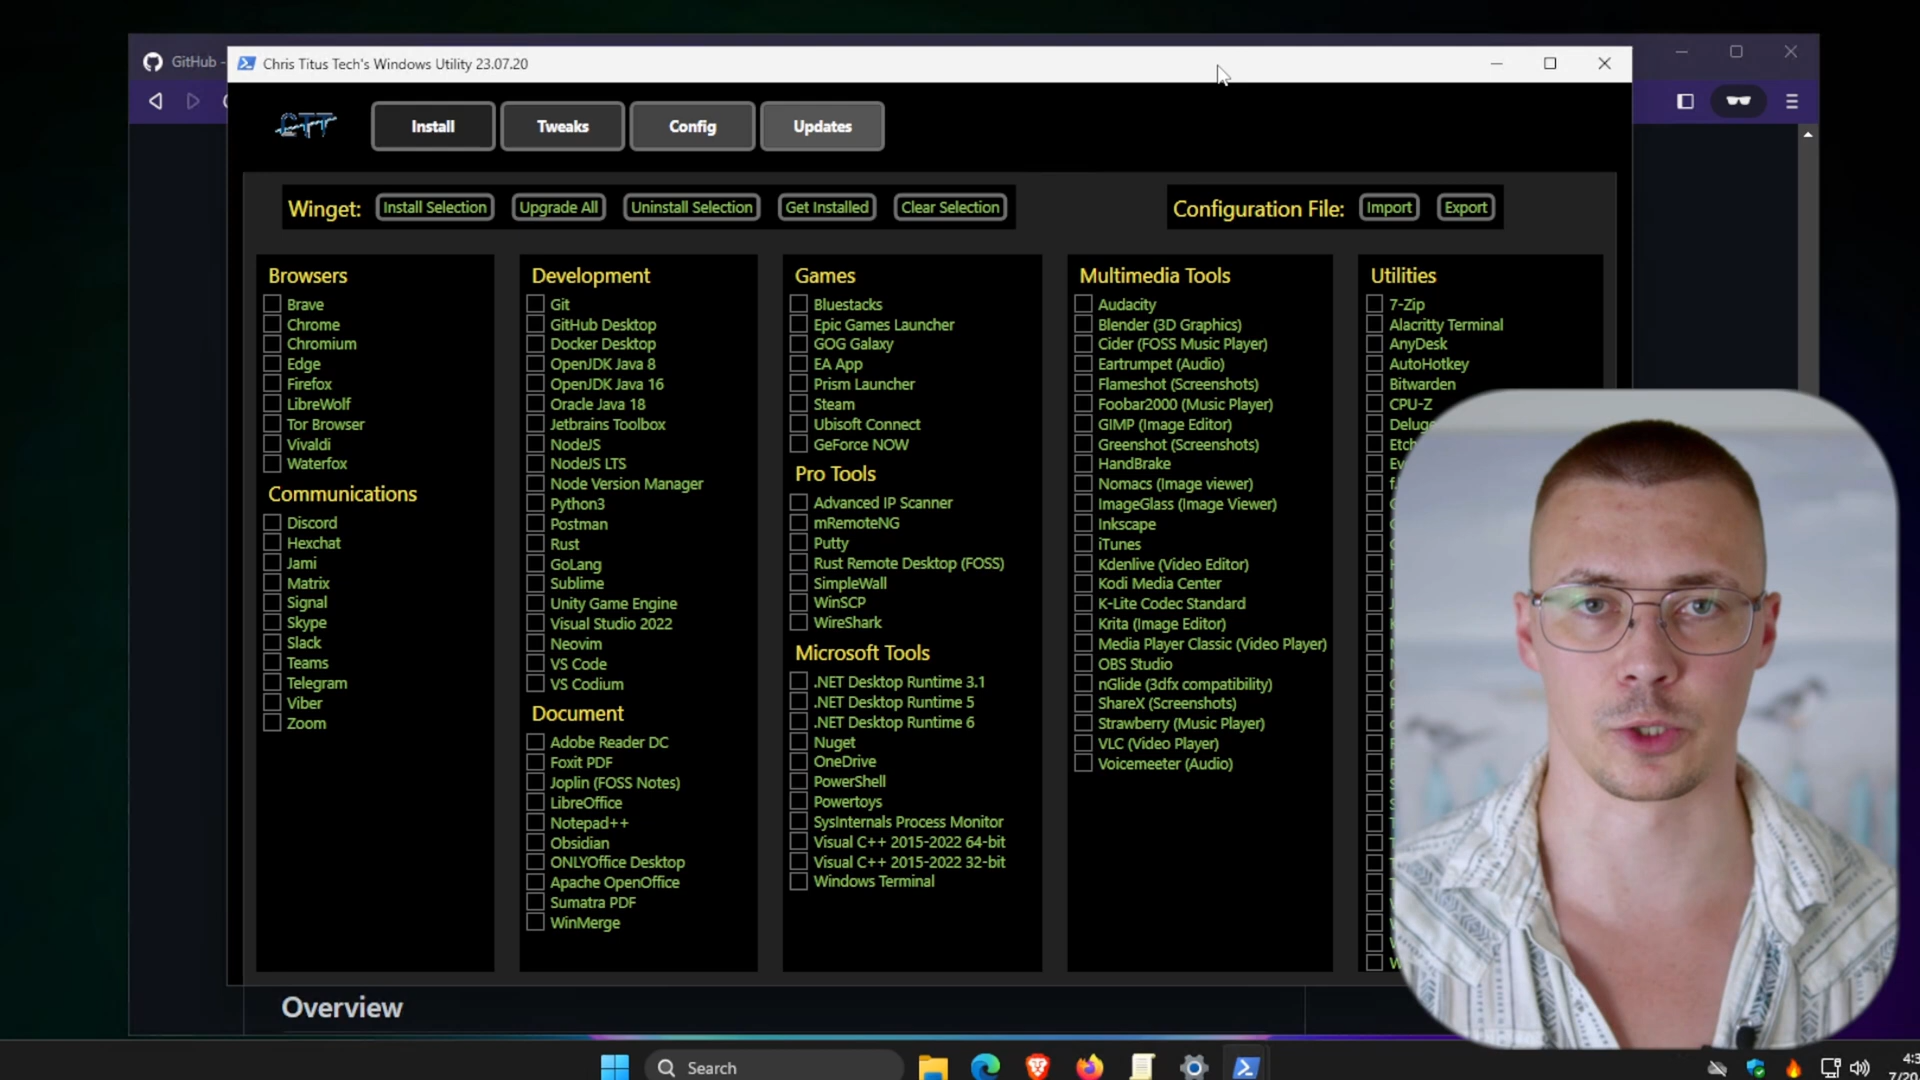 GitHub -
Chris Titus Tech's Windows Utility 23.07.20
CTT
Install
Tweaks
Config
Updates
Winget:
Install Selection
Upgrade All
Uninstall Selection
Get Installed
Clear Selection
Configuration File:
Import
Export
Browsers
Brave
Chrome
Chromium
Edge
Firefox
LibreWolf
Tor Browser
Vivaldi
Waterfox
Communications
Discord
Hexchat
Jami
Matrix
Signal
Skype
Slack
Teams
Telegram
Viber
Zoom
Development
Git
GitHub Desktop
Docker Desktop
OpenJDK Java 8
OpenJDK Java 16
Oracle Java 18
Jetbrains Toolbox
NodeJS
NodeJS LTS
Node Version Manager
Python3
Postman
Rust
GoLang
Sublime
Unity Game Engine
Visual Studio 2022
Neovim
VS Code
VS Codium
Document
Adobe Reader DC
Foxit PDF
Joplin (FOSS Notes)
LibreOffice
Notepad++
Obsidian
ONLYOffice Desktop
Apache OpenOffice
Sumatra PDF
WinMerge
Games
Bluestacks
Epic Games Launcher
GOG Galaxy
EA App
Prism Launcher
Steam
Ubisoft Connect
GeForce NOW
Pro Tools
Advanced IP Scanner
mRemoteNG
Putty
Rust Remote Desktop (FOSS)
SimpleWall
WinSCP
WireShark
Microsoft Tools
.NET Desktop Runtime 3.1
.NET Desktop Runtime 5
.NET Desktop Runtime 6
Nuget
OneDrive
PowerShell
Powertoys
SysInternals Process Monitor
Visual C++ 2015-2022 64-bit
Visual C++ 2015-2022 32-bit
Windows Terminal
Multimedia Tools
Audacity
Blender (3D Graphics)
Cider (FOSS Music Player)
Eartrumpet (Audio)
Flameshot (Screenshots)
Foobar2000 (Music Player)
GIMP (Image Editor)
Greenshot (Screenshots)
HandBrake
Nomacs (Image viewer)
ImageGlass (Image Viewer)
Inkscape
iTunes
Kdenlive (Video Editor)
Kodi Media Center
K-Lite Codec Standard
Krita (Image Editor)
Media Player Classic (Video Player)
OBS Studio
nGlide (3dfx compatibility)
ShareX (Screenshots)
Strawberry (Music Player)
VLC (Video Player)
Voicemeeter (Audio)
Utilities
7-Zip
Alacritty Terminal
AnyDesk
AutoHotkey
Bitwarden
CPU-Z
Overview
Search